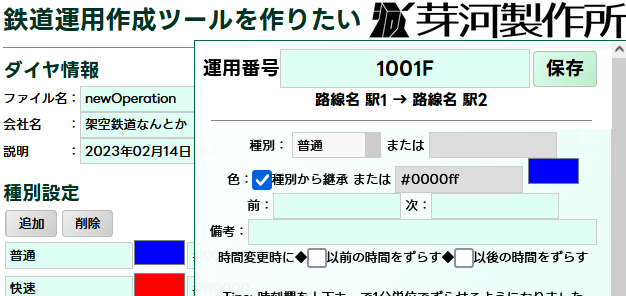 鉄道運用作成ツールを作りたい
芽河製作所
ダイヤ情報
ファイル名： newOperation
会社名 ： 架空鉄道なんとか
説明 ： 2023年02月14日
種別設定
追加 削除
普通
快速
運用番号 1001F 保存
路線名 駅1 → 路線名 駅2
種別： 普通 または
色： 種別から継承 または #0000ff
前： 次：
備考：
時間変更時に◆以前の時間をずらす◆以後の時間をずらす